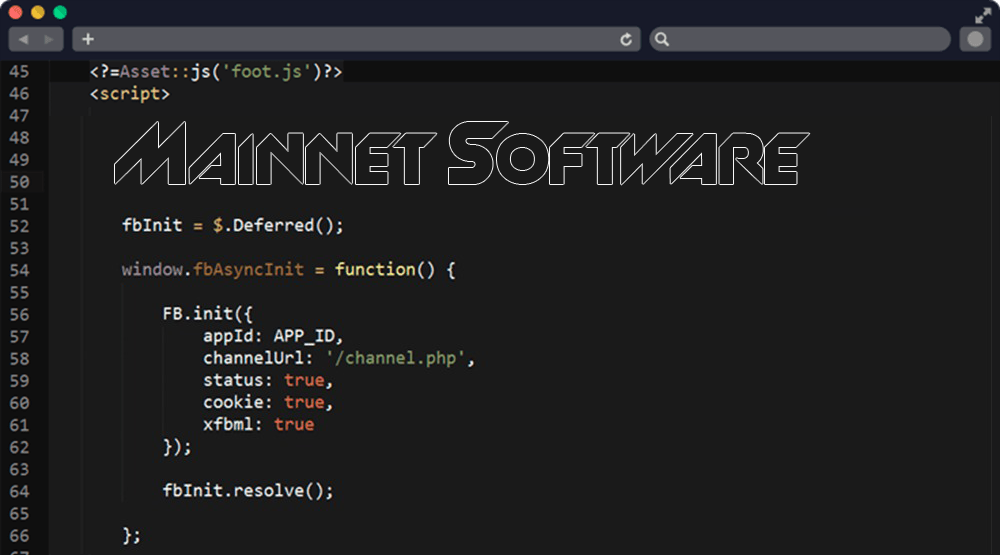 45 <?=Asset::js('foot.js')?>
46 <script>
47
48 Mainnet Software
49
50
51
52 fbInit = $.Deferred();
53
54 window.fbAsyncInit = function() {
55
56 FB.init({
57 appId: APP_ID,
58 channelUrl: '/channel.php',
59 status: true,
60 cookie: true,
61 xfbml: true
62 });
63
64 fbInit.resolve();
65
66 };